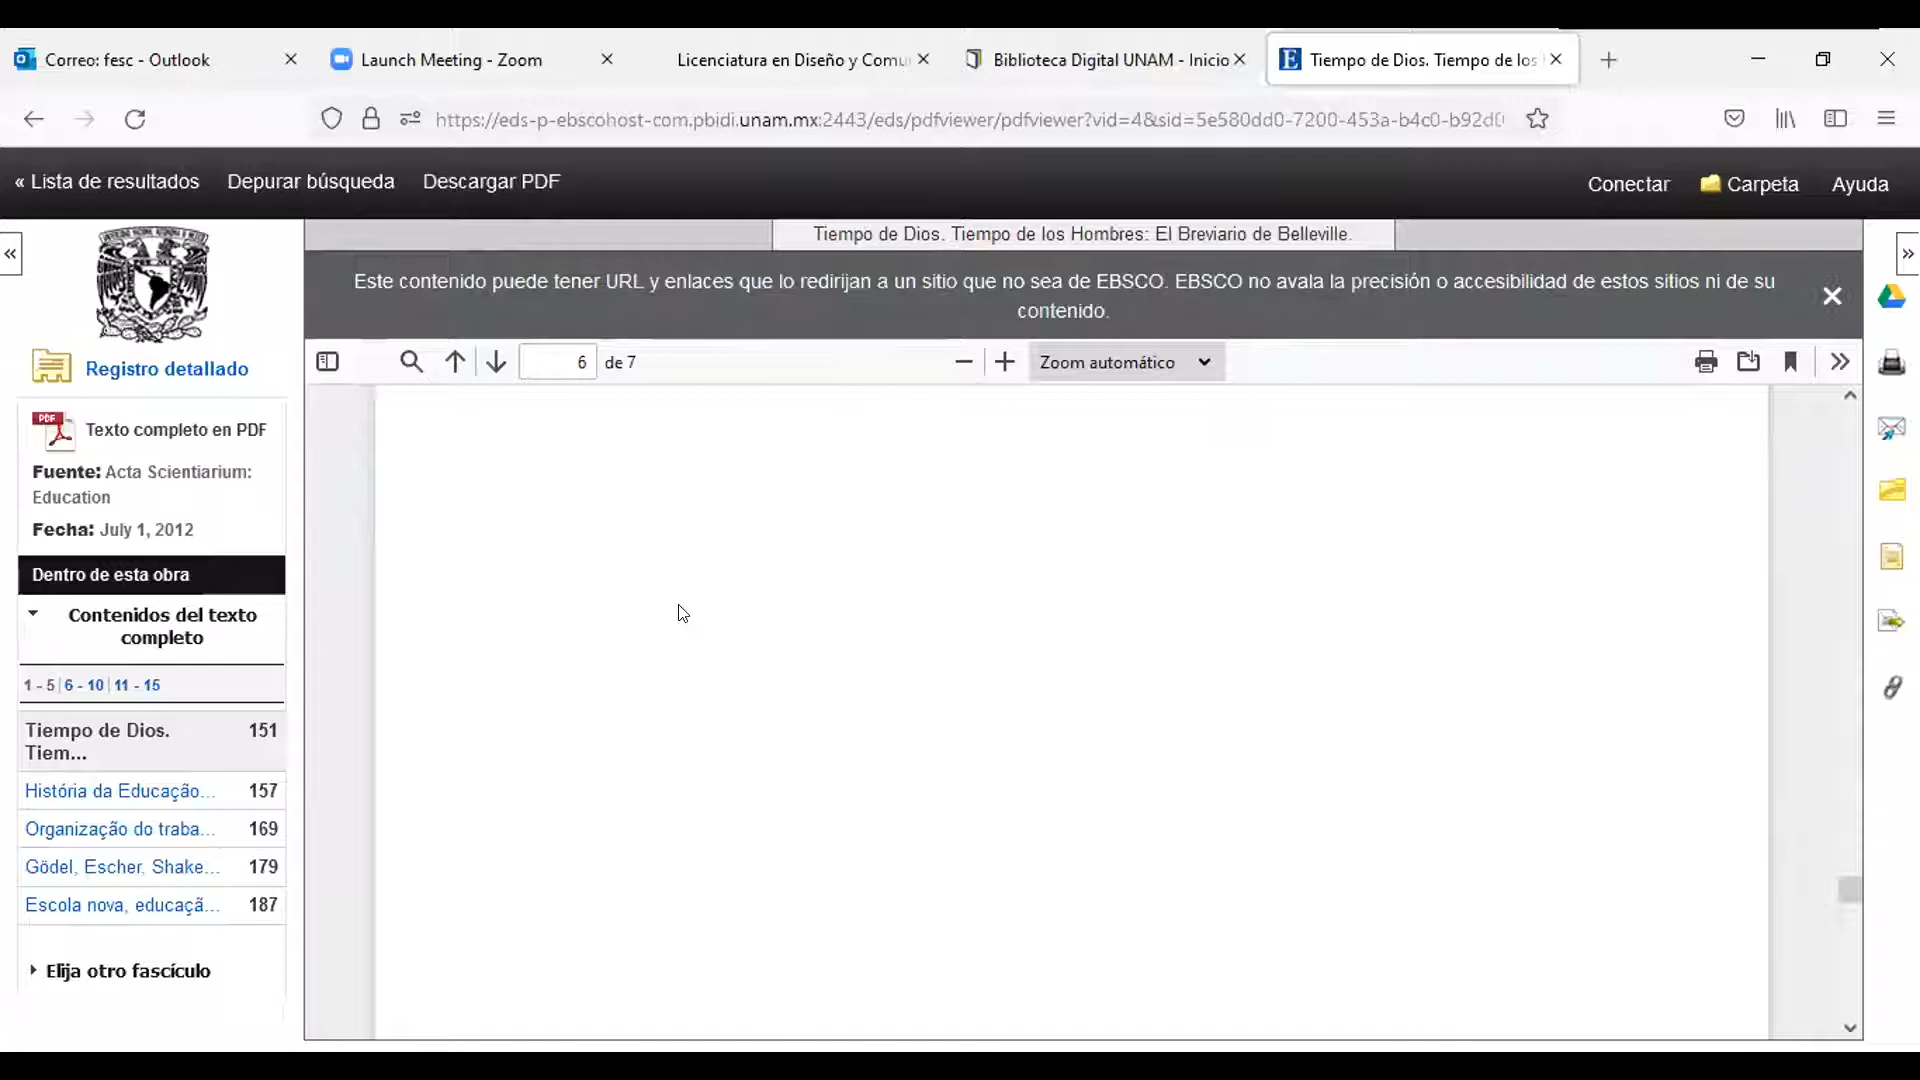 Correo: fesc - Outlook
Launch Meeting - Zoom
Licenciatura en Diseño y Comu
Biblioteca Digital UNAM - Inicio
Tiempo de Dios. Tiempo de los
https://eds-p-ebscohost-com.pbidi.unam.mx:2443/eds/pdfviewer/pdfviewer?vid=4&sid=5e580dd0-7200-453a-b4c0-b92d0
« Lista de resultados
Depurar búsqueda
Descargar PDF
Conectar
Carpeta
Ayuda
Tiempo de Dios. Tiempo de los Hombres: El Breviario de Belleville.
Este contenido puede tener URL y enlaces que lo redirijan a un sitio que no sea de EBSCO. EBSCO no avala la precisión o accesibilidad de estos sitios ni de su
contenido.
6 de 7
Zoom automático
Registro detallado
PDF
Texto completo en PDF
Fuente: Acta Scientiarium:
Education
Fecha: July 1, 2012
Dentro de esta obra
Contenidos del texto
completo
1 - 5 | 6 - 10 | 11 - 15
Tiempo de Dios. 151
Tiem...
História da Educação... 157
Organização do traba... 169
Gödel, Escher, Shake... 179
Escola nova, educaçã... 187
Elija otro fascículo